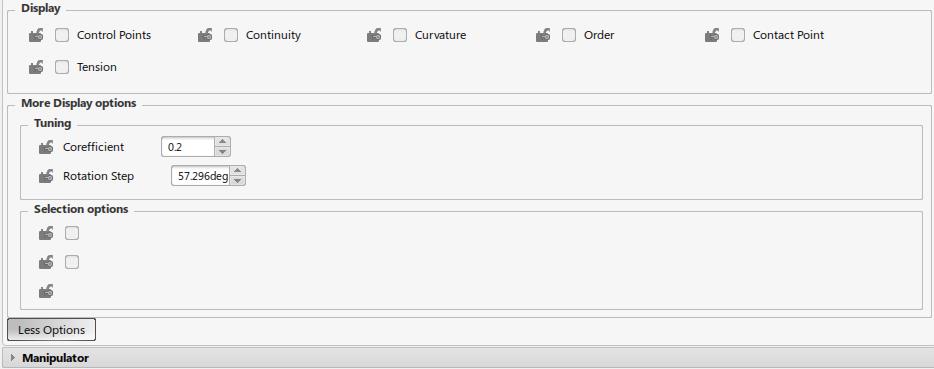 Display
Control Points Continuity Curvature Order Contact Point
Tension
More Display options
Tuning
Corefficient 0.2
Rotation Step 57.296deg
Selection options
Less Options
Manipulator